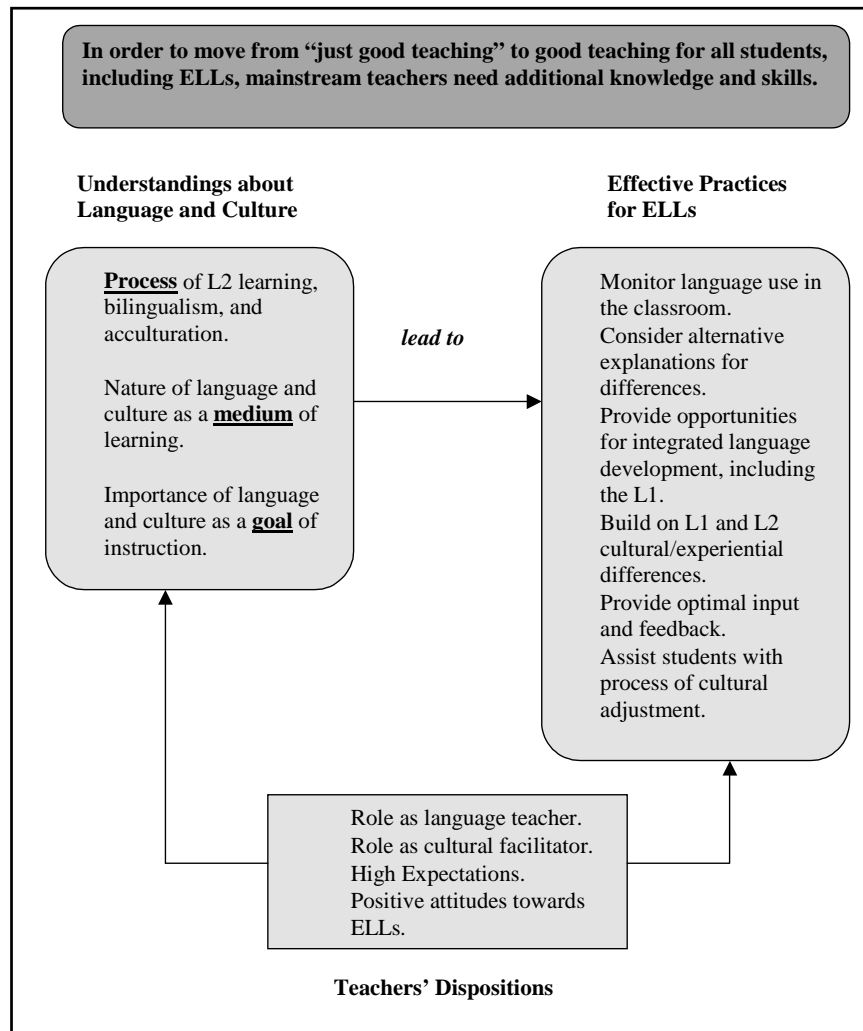 In order to move from “just good teaching” to good teaching for all students,
including ELLs, mainstream teachers need additional knowledge and skills.
Understandings about
Language and Culture
Effective Practices
for ELLs
Process of L2 learning,
bilingualism, and
acculturation.
Nature of language and
culture as a medium of
learning.
Importance of language
and culture as a goal of
instruction.
lead to
Monitor language use in
the classroom.
Consider alternative
explanations for
differences.
Provide opportunities
for integrated language
development, including
the L1.
Build on L1 and L2
cultural/experiential
differences.
Provide optimal input
and feedback.
Assist students with
process of cultural
adjustment.
Role as language teacher.
Role as cultural facilitator.
High Expectations.
Positive attitudes towards
ELLs.
Teachers’ Dispositions